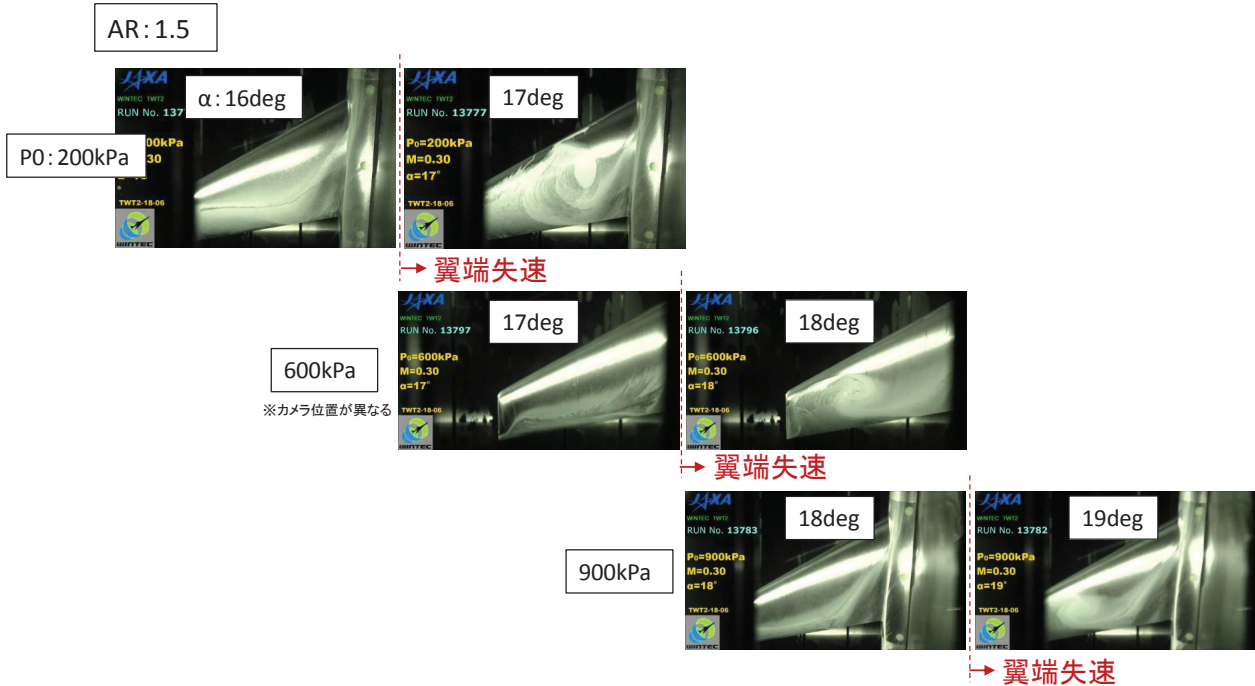 AR:1.5
JAXA
WINTEC TWT2
RUN No. 1377
α:16deg
P0:200kPa
00kPa
30
TWT2-18-06
WINTEC
JAXA
WINTEC TWT2
RUN No. 13777
17deg
P₀=200kPa
M=0.30
α=17°
TWT2-18-06
WINTEC
翼端失速
JAXA
WINTEC TWT2
RUN No. 13797
17deg
600kPa
※カメラ位置が異なる
P₀=600kPa
M=0.30
α=17°
TWT2-18-06
WINTEC
JAXA
WINTEC TWT2
RUN No. 13796
18deg
P₀=600kPa
M=0.30
α=18°
TWT2-18-06
WINTEC
翼端失速
JAXA
WINTEC TWT2
RUN No. 13783
18deg
900kPa
P₀=900kPa
M=0.30
α=18°
TWT2-18-06
WINTEC
JAXA
WINTEC TWT2
RUN No. 13782
19deg
P₀=900kPa
M=0.30
α=19°
TWT2-18-06
WINTEC
翼端失速